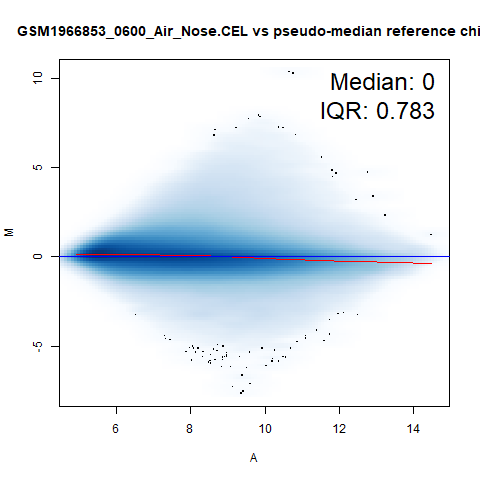 GSM1966853_0600_Air_Nose.CEL vs pseudo-median reference chi
Median: 0
IQR: 0.783
M
10
5
0
-5
6
8
10
12
14
A